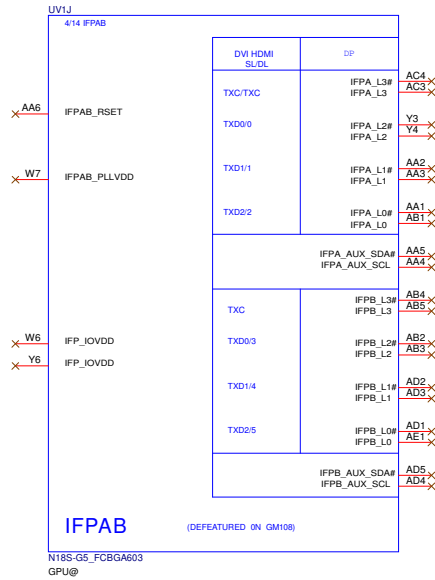 UV1J
4/14 IFPAB
DVI HDMI
SL/DL
DP
AA6 IFPAB_RSET
W7 IFPAB_PLLVDD
W6 IFP_IOVDD
Y6 IFP_IOVDD
TXC/TXC
IFPA_L3# AC4
IFPA_L3 AC3
TXD0/0
IFPA_L2# Y3
IFPA_L2 Y4
TXD1/1
IFPA_L1# AA2
IFPA_L1 AA3
TXD2/2
IFPA_L0# AA1
IFPA_L0 AB1
IFPA_AUX_SDA# AA5
IFPA_AUX_SCL AA4
TXC
IFPB_L3# AB4
IFPB_L3 AB5
TXD0/3
IFPB_L2# AB2
IFPB_L2 AB3
TXD1/4
IFPB_L1# AD2
IFPB_L1 AD3
TXD2/5
IFPB_L0# AD1
IFPB_L0 AE1
IFPB_AUX_SDA# AD5
IFPB_AUX_SCL AD4
IFPAB
(DEFEATURED 0N GM108)
N18S-G5_FCBGA603
GPU@